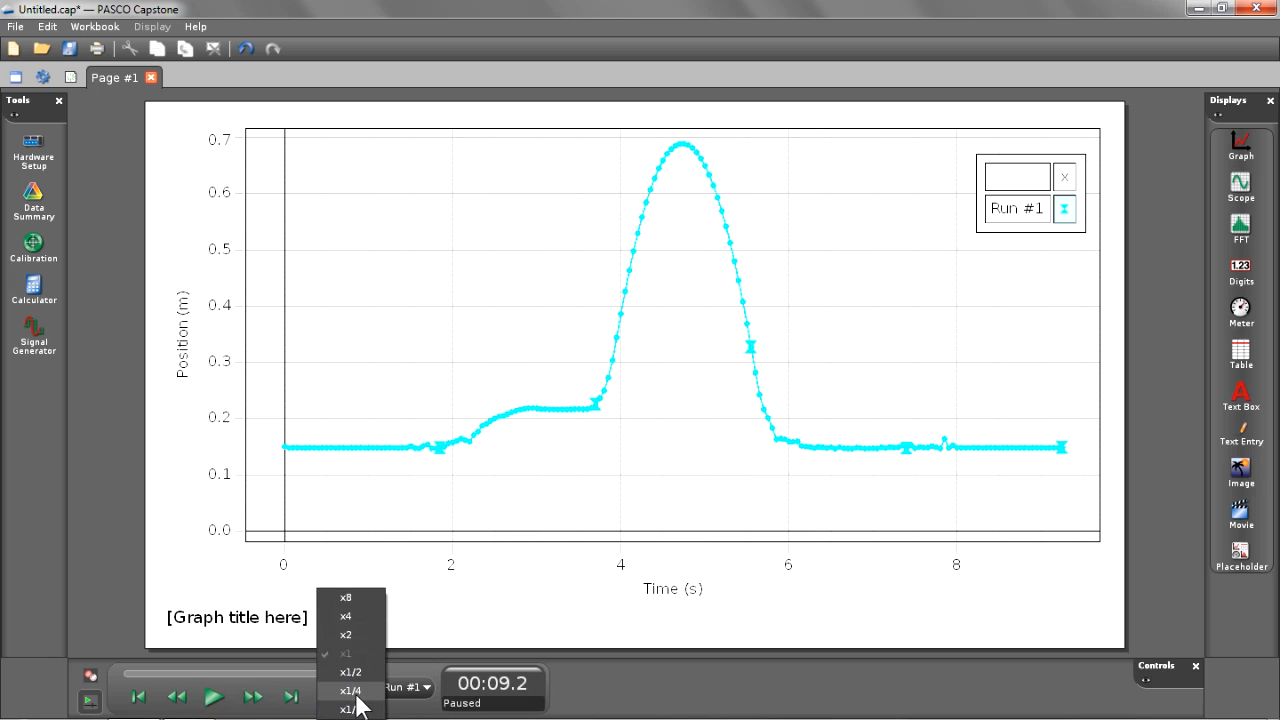 Untitled.cap* — PASCO Capstone
File Edit Workbook Display Help
Page #1
Tools
Hardware
Setup
Data
Summary
Calibration
Calculator
Signal
Generator
0.7
0.6
0.5
0.4
0.3
0.2
0.1
0.0
Position (m)
x
Run #1
0 2 4 6 8
Time (s)
[Graph title here]
x8
x4
x2
x1
x1/2
x1/4
x1/
Run #1
00:09.2
Paused
Controls
Displays
Graph
Scope
FFT
1.23
Digits
Meter
Table
A
Text Box
Text Entry
Image
Movie
Placeholder